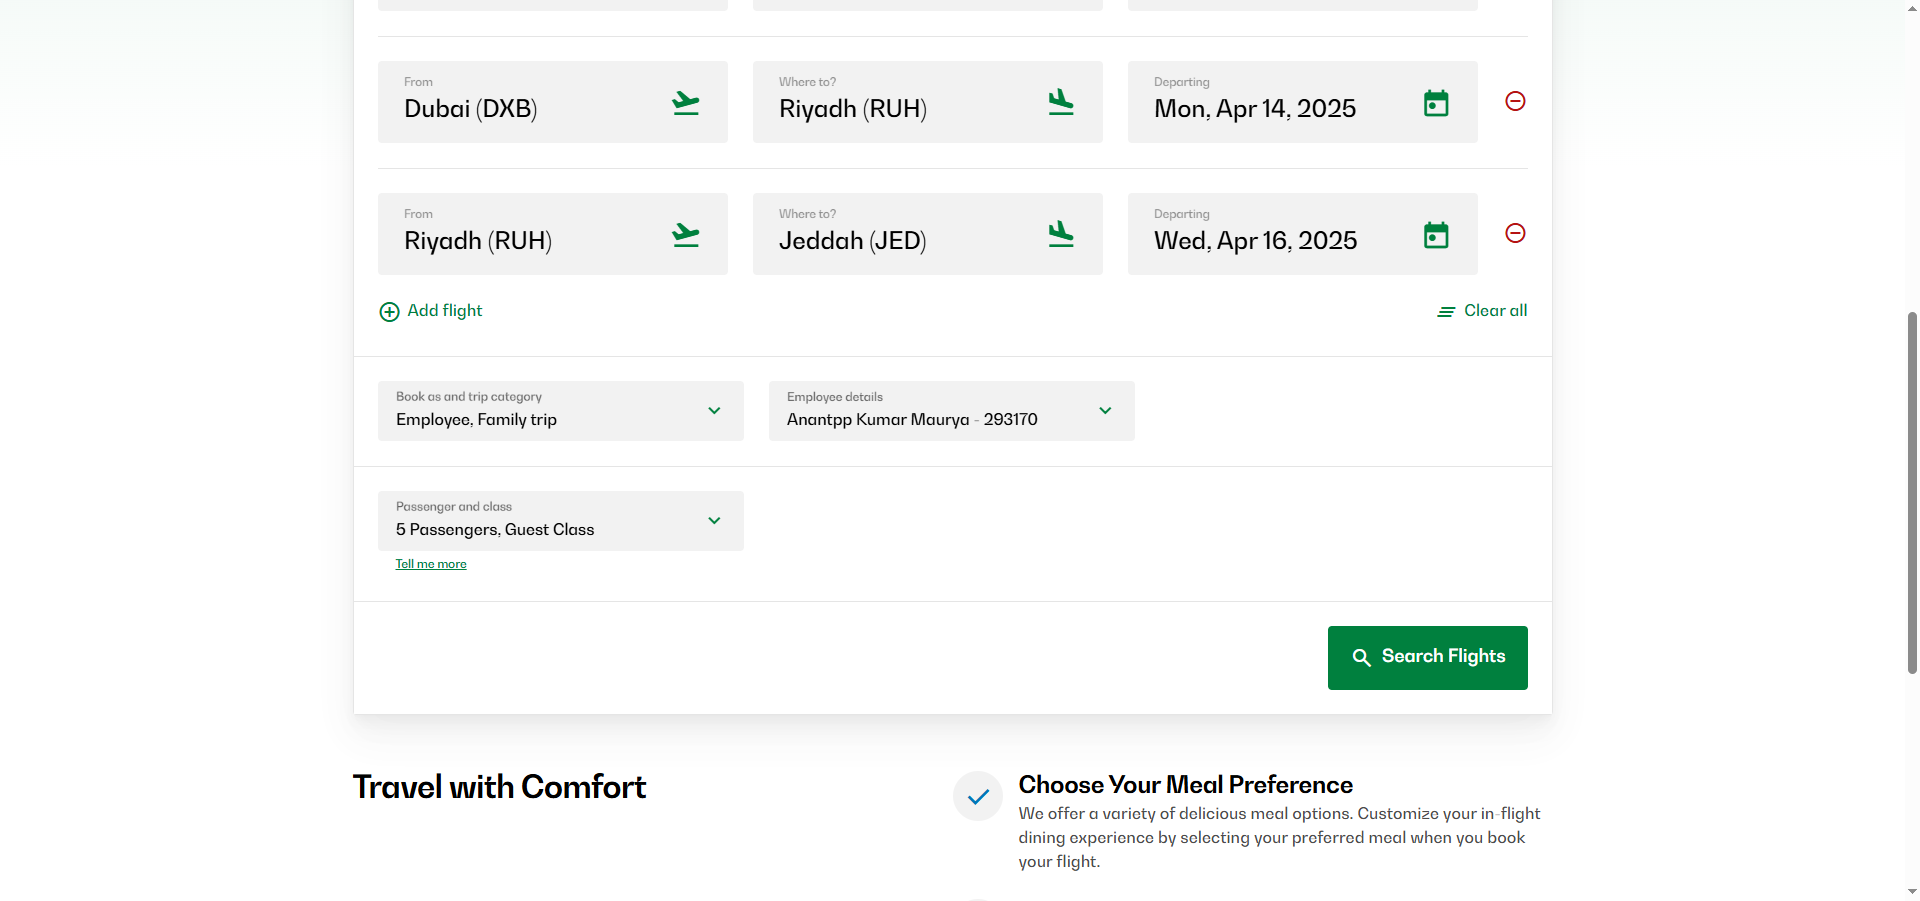 From
Dubai (DXB)
Where to?
Riyadh (RUH)
Departing
Mon, Apr 14, 2025
From
Riyadh (RUH)
Where to?
Jeddah (JED)
Departing
Wed, Apr 16, 2025
Add flight
Clear all
Book as and trip category
Employee, Family trip
Employee details
Anantpp Kumar Maurya - 293170
Passenger and class
5 Passengers, Guest Class
Tell me more
Search Flights
Travel with Comfort
Choose Your Meal Preference
We offer a variety of delicious meal options. Customize your in-flight
dining experience by selecting your preferred meal when you book
your flight.